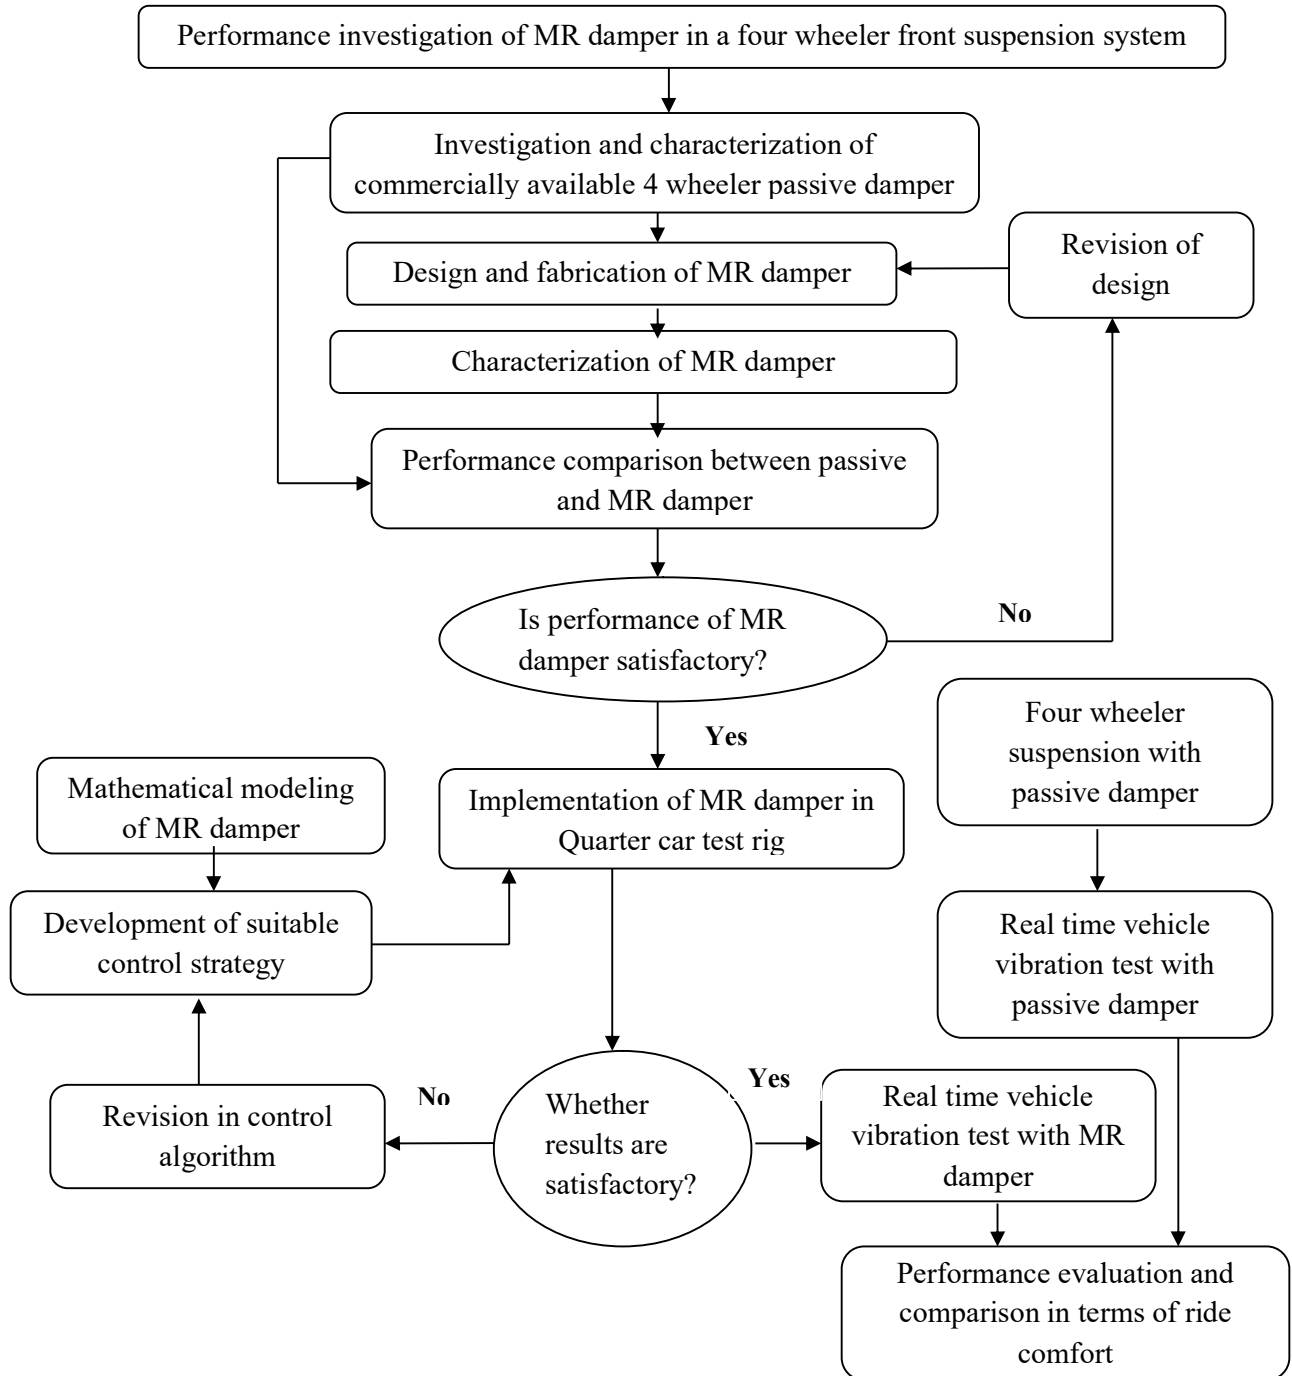 Performance investigation of MR damper in a four wheeler front suspension system
Investigation and characterization of
commercially available 4 wheeler passive damper
Revision of
design
Design and fabrication of MR damper
Characterization of MR damper
Performance comparison between passive
and MR damper
Is performance of MR
damper satisfactory?
No
Yes
Four wheeler
suspension with
passive damper
Mathematical modeling
of MR damper
Implementation of MR damper in
Quarter car test rig
Development of suitable
control strategy
Real time vehicle
vibration test with
passive damper
Whether
results are
satisfactory?
No
Yes
Revision in control
algorithm
Real time vehicle
vibration test with MR
damper
Performance evaluation and
comparison in terms of ride
comfort